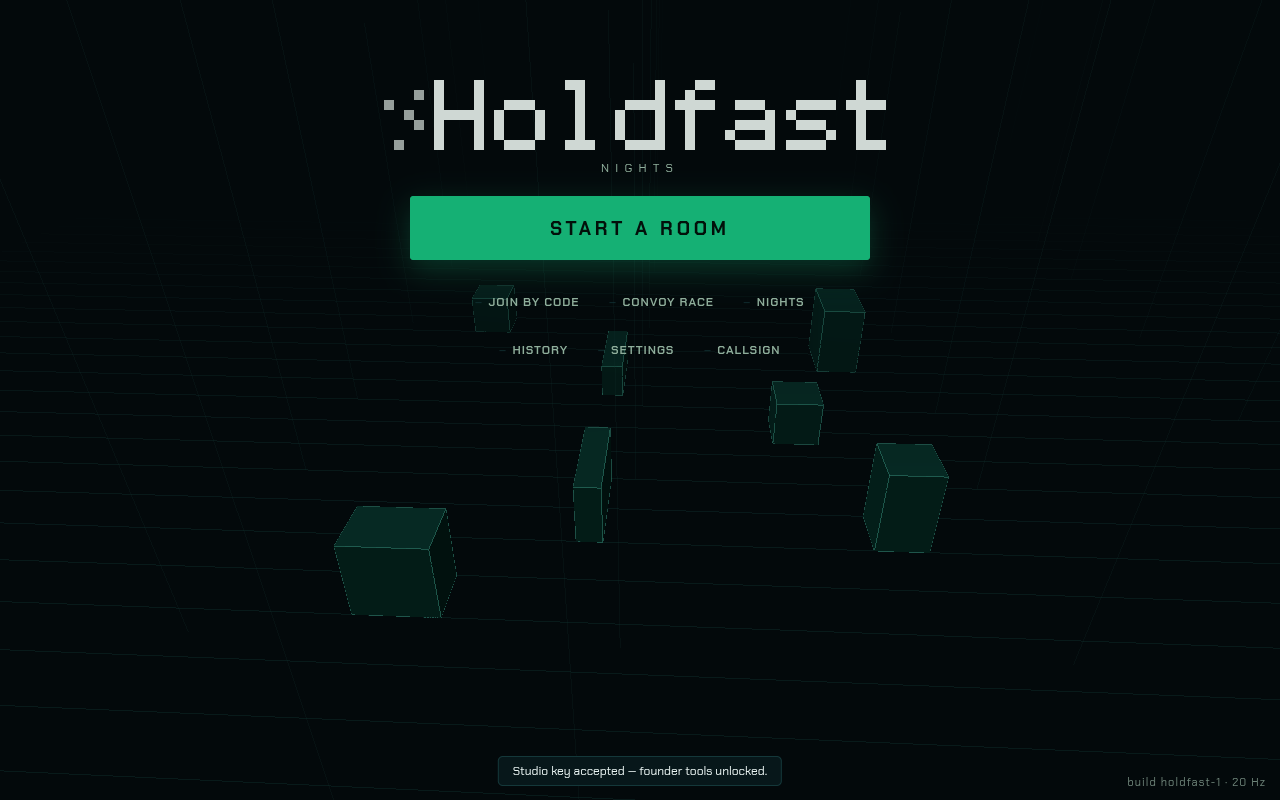 Holdfast
NIGHTS
START A ROOM
JOIN BY CODE
CONVOY RACE
NIGHTS
HISTORY
SETTINGS
CALLSIGN
Studio key accepted — founder tools unlocked.
build holdfast-1 · 20 Hz